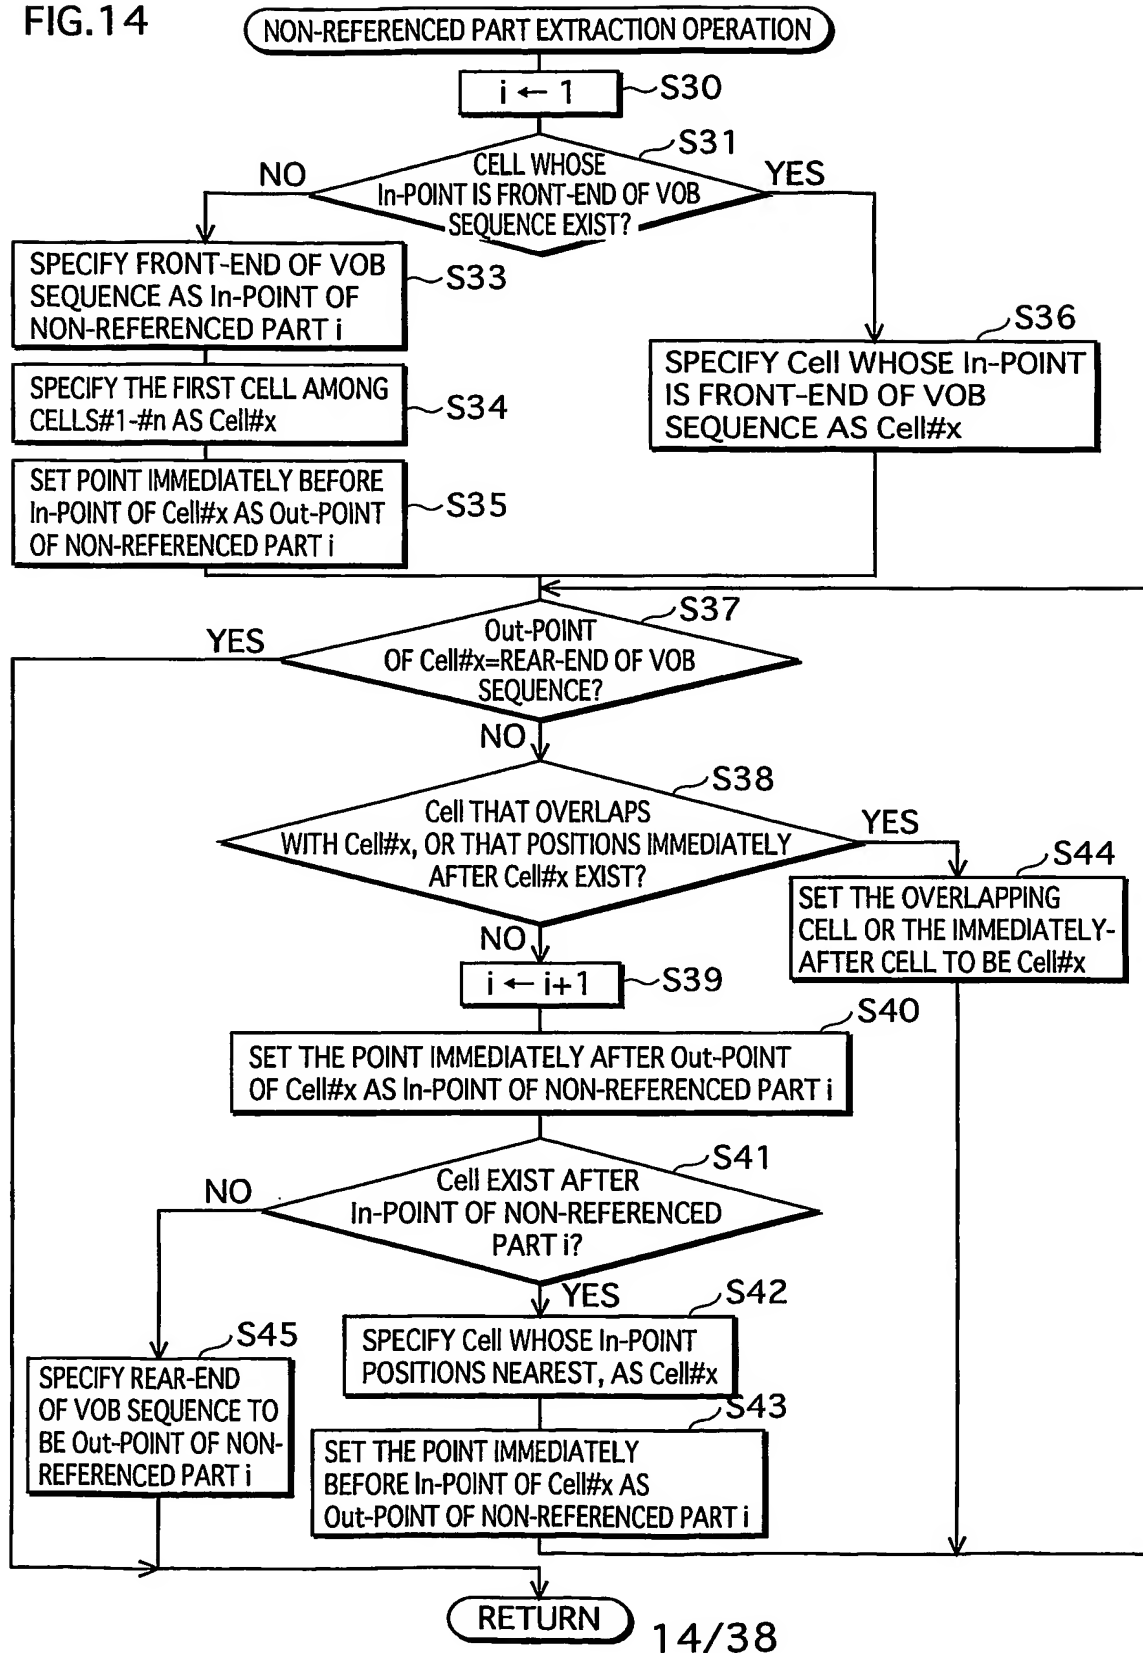 FIG.14
NON-REFERENCED PART EXTRACTION OPERATION
i ← 1
S30
S31
CELL WHOSE
In-POINT IS FRONT-END OF VOB
SEQUENCE EXIST?
NO
YES
SPECIFY FRONT-END OF VOB
SEQUENCE AS In-POINT OF
NON-REFERENCED PART i
S33
SPECIFY THE FIRST CELL AMONG
CELLS#1-#n AS Cell#x
S34
SET POINT IMMEDIATELY BEFORE
In-POINT OF Cell#x AS Out-POINT
OF NON-REFERENCED PART i
S35
S36
SPECIFY Cell WHOSE In-POINT
IS FRONT-END OF VOB
SEQUENCE AS Cell#x
S37
Out-POINT
OF Cell#x=REAR-END OF VOB
SEQUENCE?
YES
NO
S38
Cell THAT OVERLAPS
WITH Cell#x, OR THAT POSITIONS IMMEDIATELY
AFTER Cell#x EXIST?
YES
NO
S44
SET THE OVERLAPPING
CELL OR THE IMMEDIATELY-
AFTER CELL TO BE Cell#x
i ← i+1
S39
S40
SET THE POINT IMMEDIATELY AFTER Out-POINT
OF Cell#x AS In-POINT OF NON-REFERENCED PART i
S41
Cell EXIST AFTER
In-POINT OF NON-REFERENCED
PART i?
NO
YES
S42
SPECIFY Cell WHOSE In-POINT
POSITIONS NEAREST, AS Cell#x
S43
SET THE POINT IMMEDIATELY
BEFORE In-POINT OF Cell#x AS
Out-POINT OF NON-REFERENCED PART i
S45
SPECIFY REAR-END
OF VOB SEQUENCE TO
BE Out-POINT OF NON-
REFERENCED PART i
RETURN
14/38